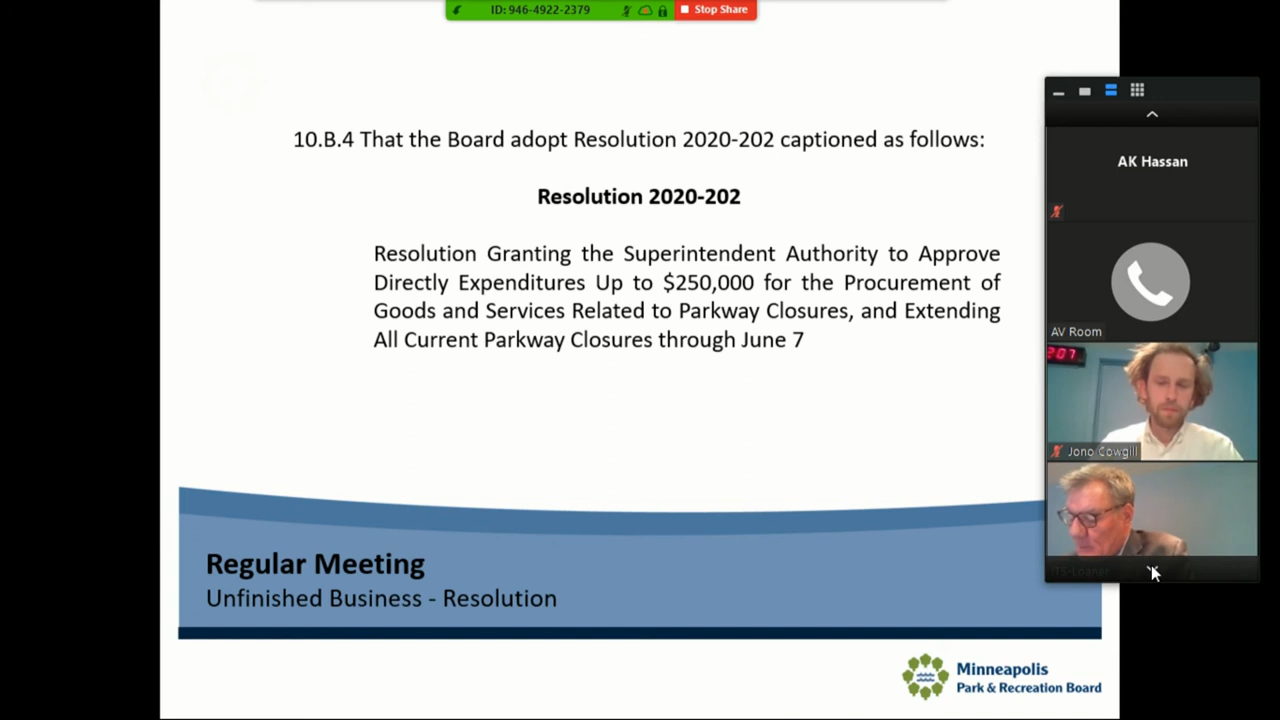 ID: 946-4922-2379
Stop Share
10.B.4 That the Board adopt Resolution 2020-202 captioned as follows:
Resolution 2020-202
Resolution Granting the Superintendent Authority to Approve
Directly Expenditures Up to $250,000 for the Procurement of
Goods and Services Related to Parkway Closures, and Extending
All Current Parkway Closures through June 7
Regular Meeting
Unfinished Business - Resolution
Minneapolis
Park & Recreation Board
AK Hassan
AV Room
2:07
Jono Cowgill